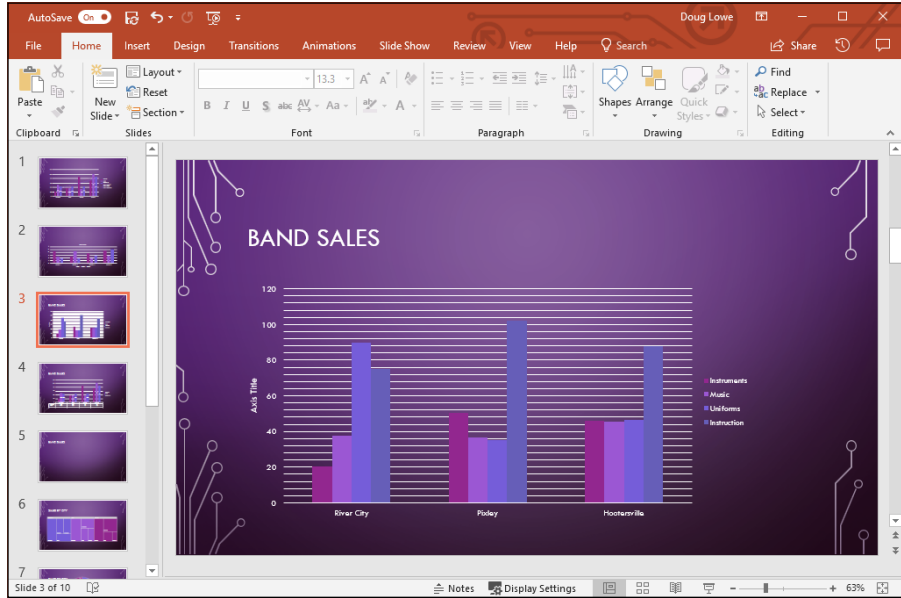 AutoSave On Doug Lowe
File Home Insert Design Transitions Animations Slide Show Review View Help Search Share
Paste
Clipboard
New Slide
Layout
Reset
Section
Slides
13.3
B I U S abc AV Aa A
Font
Paragraph
Shapes Arrange Quick Styles
Drawing
Find
Replace
Select
Editing
1
2
3
4
5
6
7
BAND SALES
120
100
80
60
40
20
0
Axis Title
River City Pixley Hootersville
Instruments
Music
Uniforms
Instruction
Slide 3 of 10 Notes Display Settings 63%